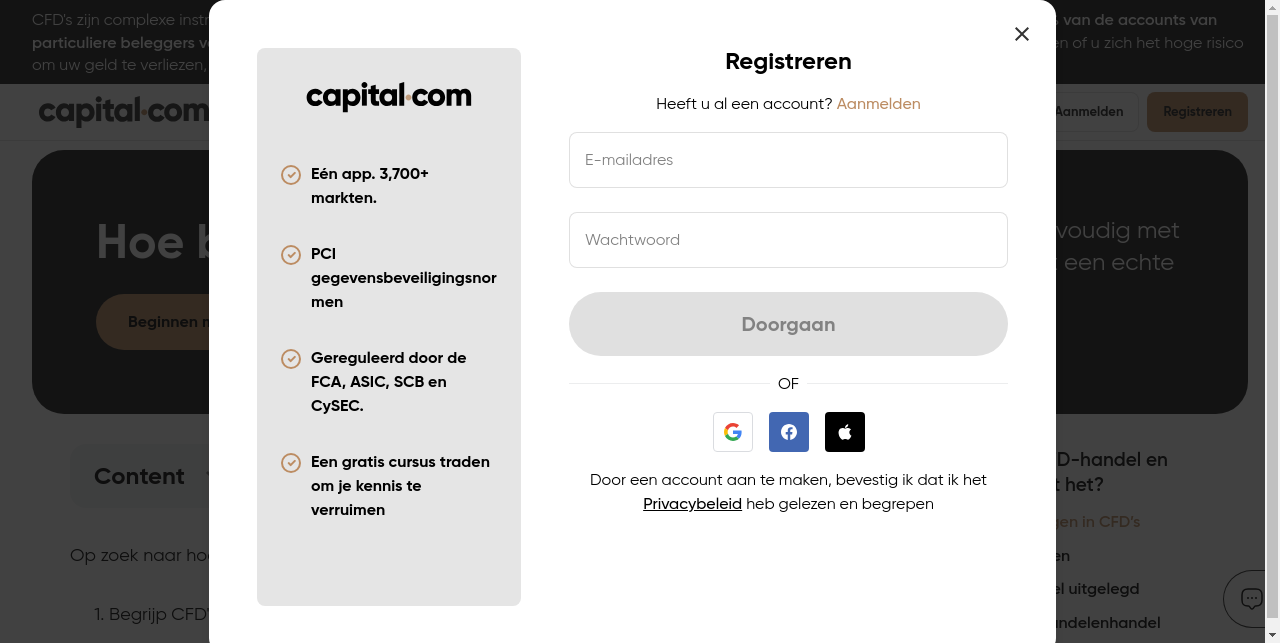 CFD's zijn complexe
van de accounts van
particuliere beleggers
en of u zich het hoge risico
om uw geld te verliezen,
capital.com
Aanmelden
Registreren
Hoe
voudig met
een echte
Beginnen
Content
D-handel en
het?
gen in CFD's
en
el uitgelegd
andelenhandel
Op zoek naar
1. Begrijp
capital.com
Eén app. 3,700+
markten.
PCI
gegevensbeveiligingsnor
men
Gereguleerd door de
FCA, ASIC, SCB en
CySEC.
Een gratis cursus traden
om je kennis te
verruimen
Registreren
Heeft u al een account? Aanmelden
E-mailadres
Wachtwoord
Doorgaan
OF
Door een account aan te maken, bevestig ik dat ik het
Privacybeleid heb gelezen en begrepen